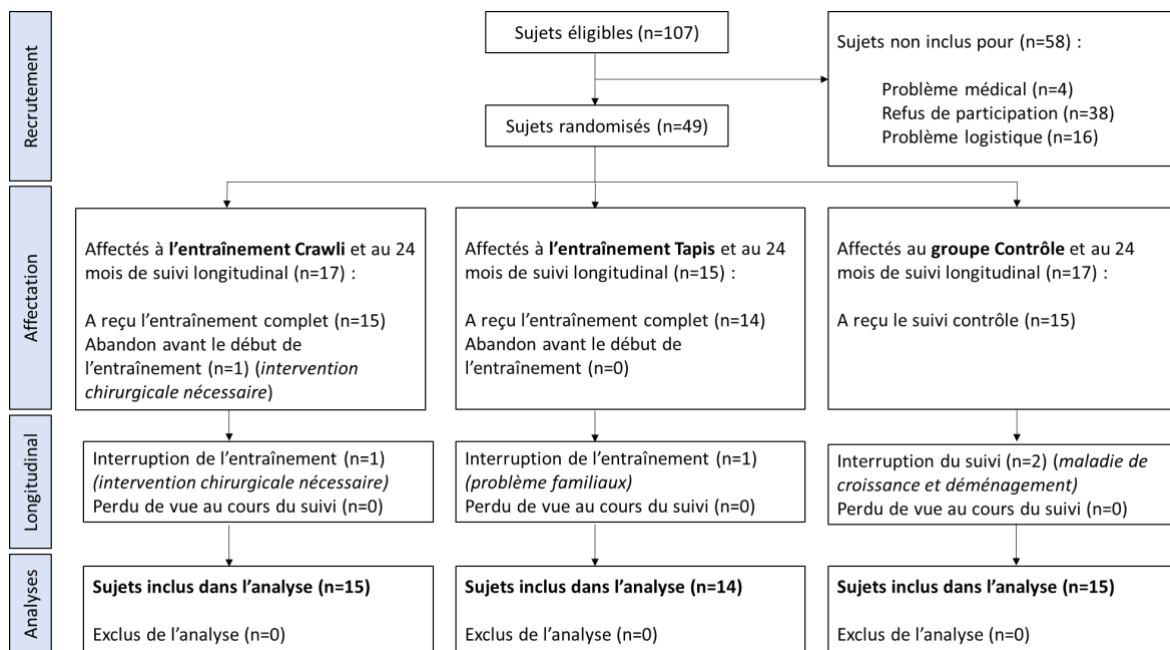 Recrutement
Sujets éligibles (n=107)
Sujets non inclus pour (n=58) :
Problème médical (n=4)
Refus de participation (n=38)
Problème logistique (n=16)
Sujets randomisés (n=49)
Affectation
Affectés à l'entraînement Crawli et au 24
mois de suivi longitudinal (n=17) :
A reçu l'entraînement complet (n=15)
Abandon avant le début de
l'entraînement (n=1) (intervention
chirurgicale nécessaire)
Affectés à l'entraînement Tapis et au 24
mois de suivi longitudinal (n=15) :
A reçu l'entraînement complet (n=14)
Abandon avant le début de
l'entraînement (n=0)
Affectés au groupe Contrôle et au 24
mois de suivi longitudinal (n=17) :
A reçu le suivi contrôle (n=15)
Longitudinal
Interruption de l'entraînement (n=1)
(intervention chirurgicale nécessaire)
Perdu de vue au cours du suivi (n=0)
Interruption de l'entraînement (n=1)
(problème familiaux)
Perdu de vue au cours du suivi (n=0)
Interruption du suivi (n=2) (maladie de
croissance et déménagement)
Perdu de vue au cours du suivi (n=0)
Analyses
Sujets inclus dans l'analyse (n=15)
Exclus de l'analyse (n=0)
Sujets inclus dans l'analyse (n=14)
Exclus de l'analyse (n=0)
Sujets inclus dans l'analyse (n=15)
Exclus de l'analyse (n=0)